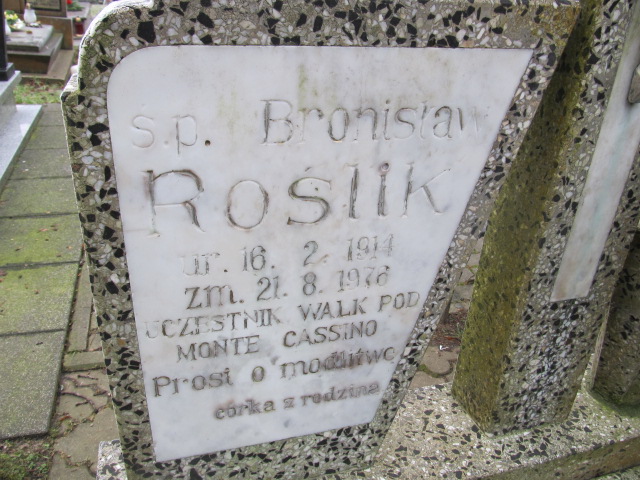 ś.p. Bronisław
Roślik
ur. 16. 2. 1914
zm. 21. 8. 1978
UCZESTNIK WALK POD
MONTE CASSINO
Prosi o modlitwę
córka z rodziną